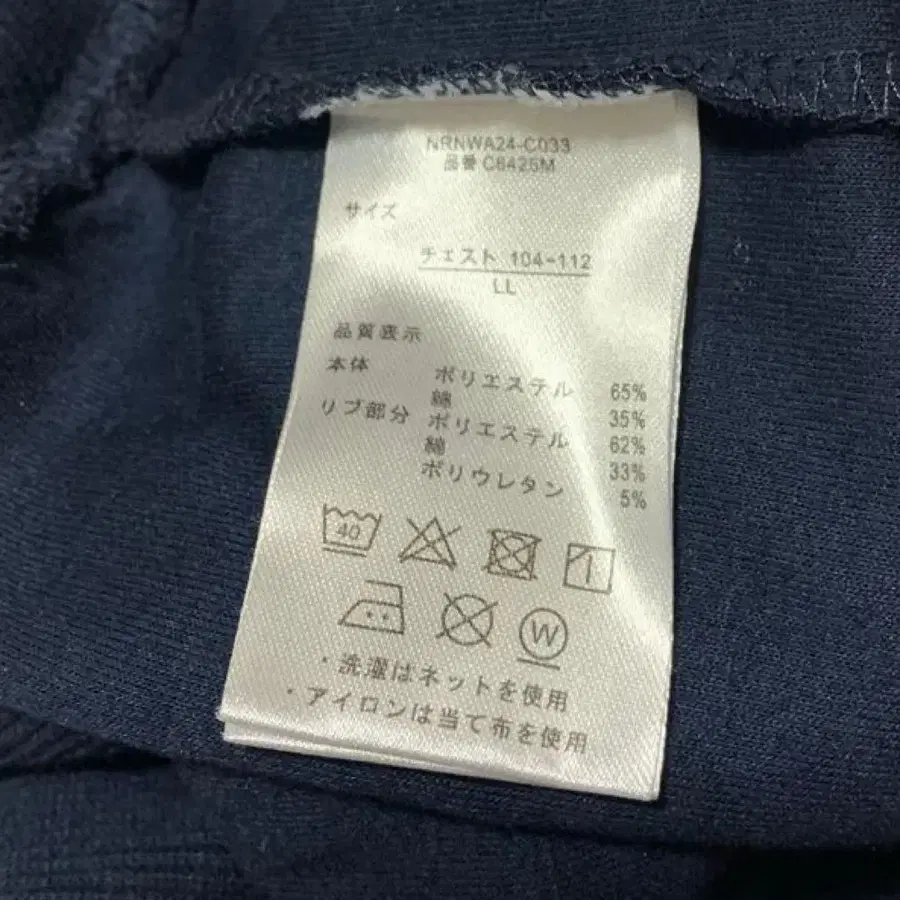 NRNWA24-C033
品番 C6425M
サイズ
チェスト 104-112
LL
品質表示
本体 ポリエステル 65%
綿 35%
リブ部分 ポリエステル 62%
綿 33%
ポリウレタン 5%
40
W
・洗濯はネットを使用
・アイロンは当て布を使用